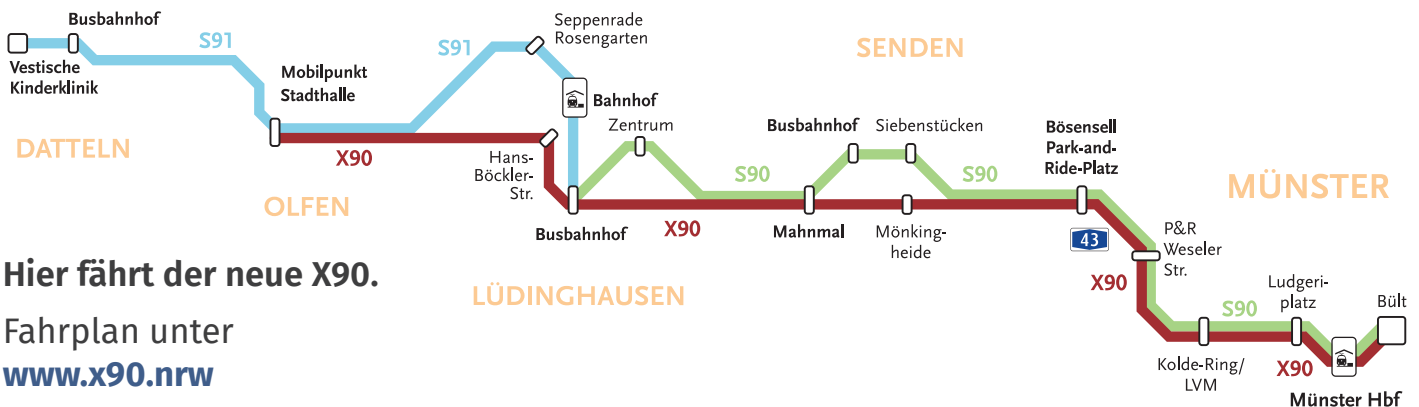 Busbahnhof
S91
Vestische
Kinderklinik
DATTELN
Mobilpunkt
Stadthalle
S91
Seppenrade
Rosengarten
Bahnhof
X90
OLFEN
Hans-
Böckler-
Str.
Zentrum
Busbahnhof
X90
S90
LÜDINGHAUSEN
SENDEN
Busbahnhof
Siebenstücken
Mahnmal
Mönking-
heide
S90
Bösensell
Park-and-
Ride-Platz
43
MÜNSTER
P&R
Weseler
Str.
X90
S90
Kolde-Ring/
LVM
Ludgeri-
platz
X90
Bült
Münster Hbf
Hier fährt der neue X90.
Fahrplan unter
www.x90.nrw